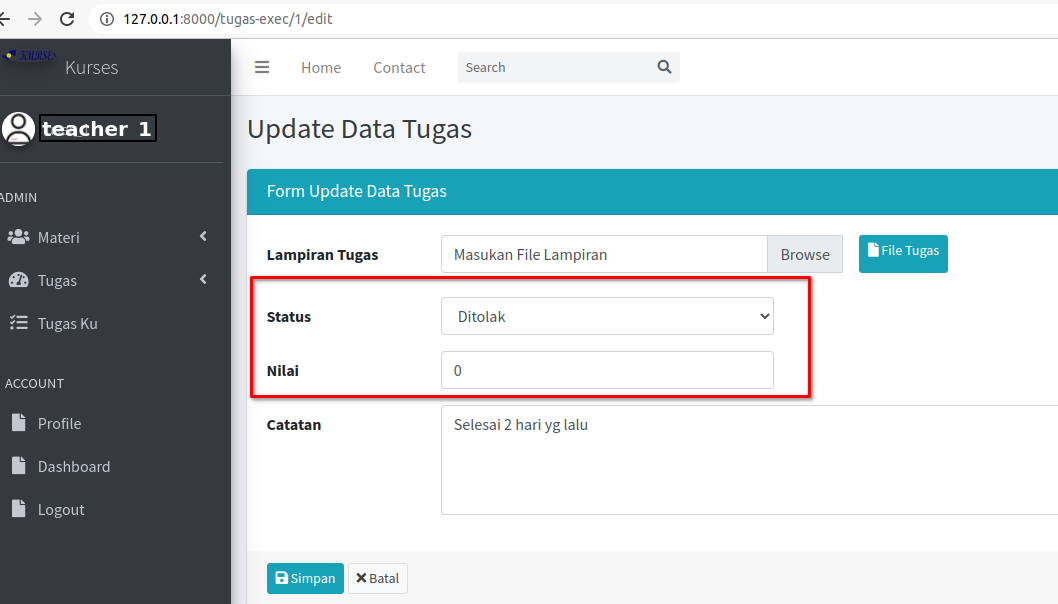 127.0.0.1:8000/tugas-exec/1/edit
KURSES
Kurses
Home
Contact
Search
teacher_1
Update Data Tugas
ADMIN
Materi
Tugas
Tugas Ku
ACCOUNT
Profile
Dashboard
Logout
Form Update Data Tugas
Lampiran Tugas
Masukan File Lampiran
Browse
File Tugas
Status
Ditolak
Nilai
0
Catatan
Selesai 2 hari yg lalu
Simpan
Batal